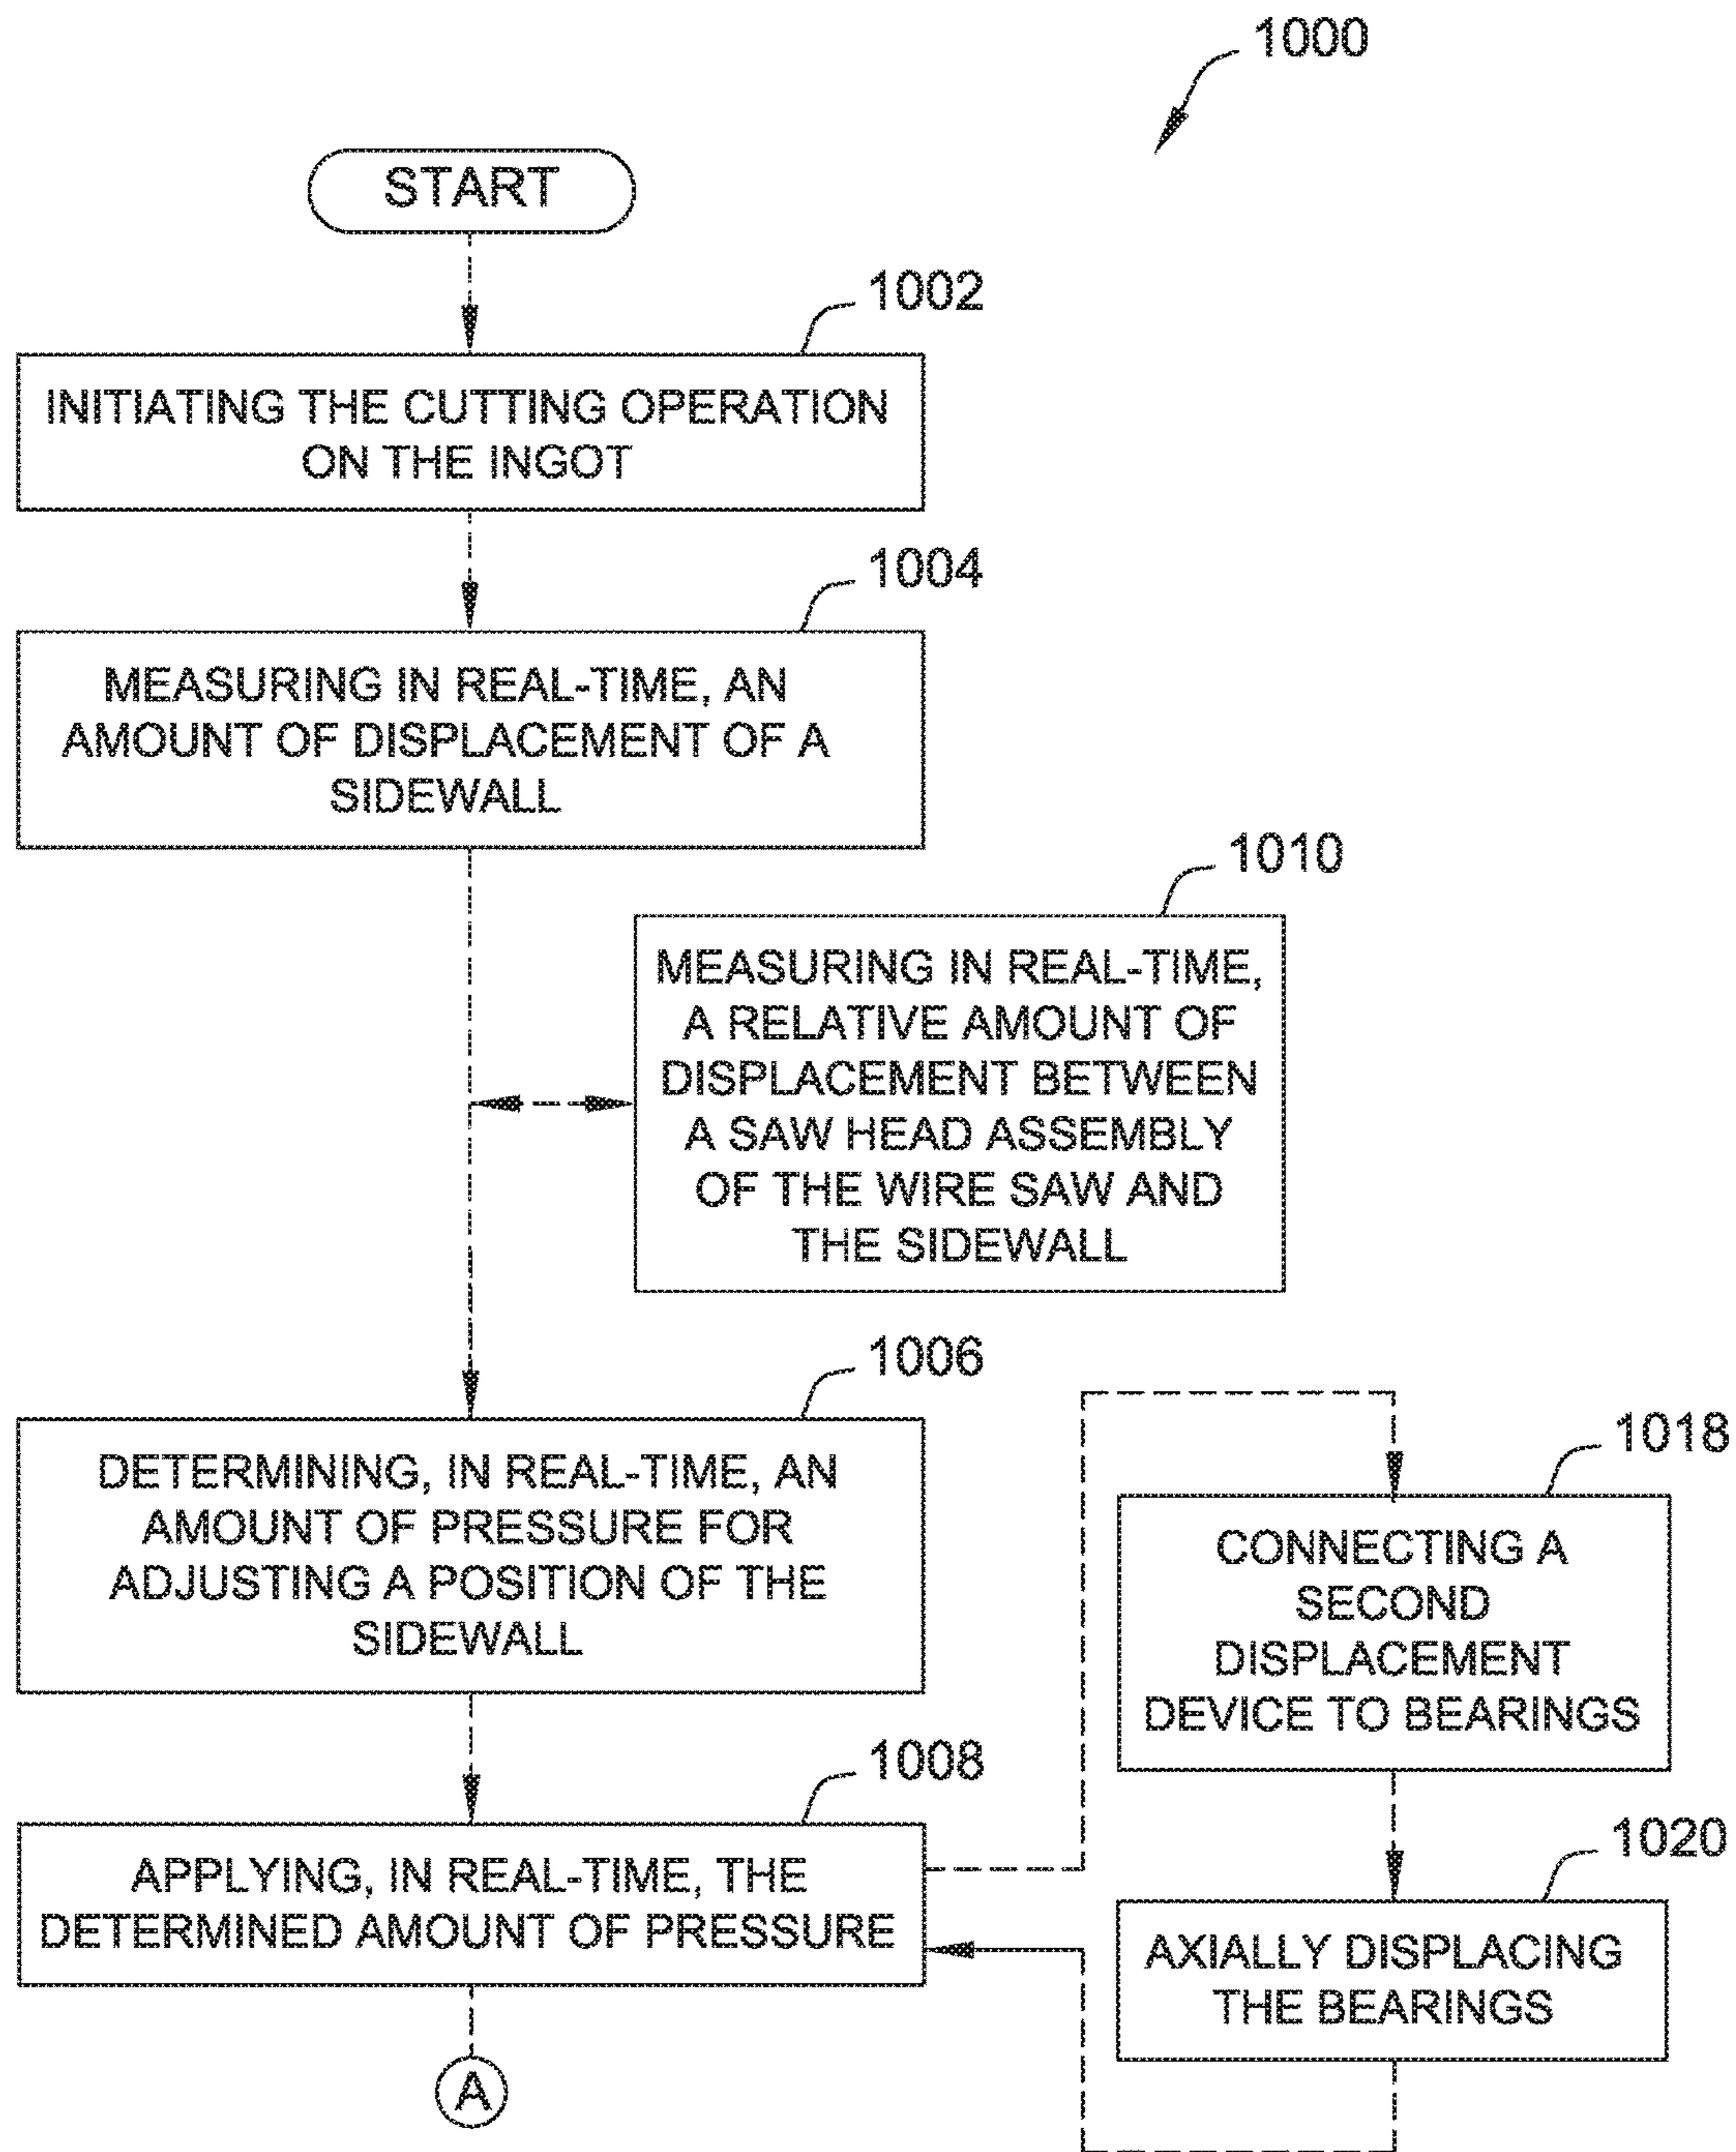 1000
START
1002
INITIATING THE CUTTING OPERATION
ON THE INGOT
1004
MEASURING IN REAL-TIME, AN
AMOUNT OF DISPLACEMENT OF A
SIDEWALL
1010
MEASURING IN REAL-TIME,
A RELATIVE AMOUNT OF
DISPLACEMENT BETWEEN
A SAW HEAD ASSEMBLY
OF THE WIRE SAW AND
THE SIDEWALL
1006
DETERMINING, IN REAL-TIME, AN
AMOUNT OF PRESSURE FOR
ADJUSTING A POSITION OF THE
SIDEWALL
1018
CONNECTING A
SECOND
DISPLACEMENT
DEVICE TO BEARINGS
1008
APPLYING, IN REAL-TIME, THE
DETERMINED AMOUNT OF PRESSURE
1020
AXIALLY DISPLACING
THE BEARINGS
A